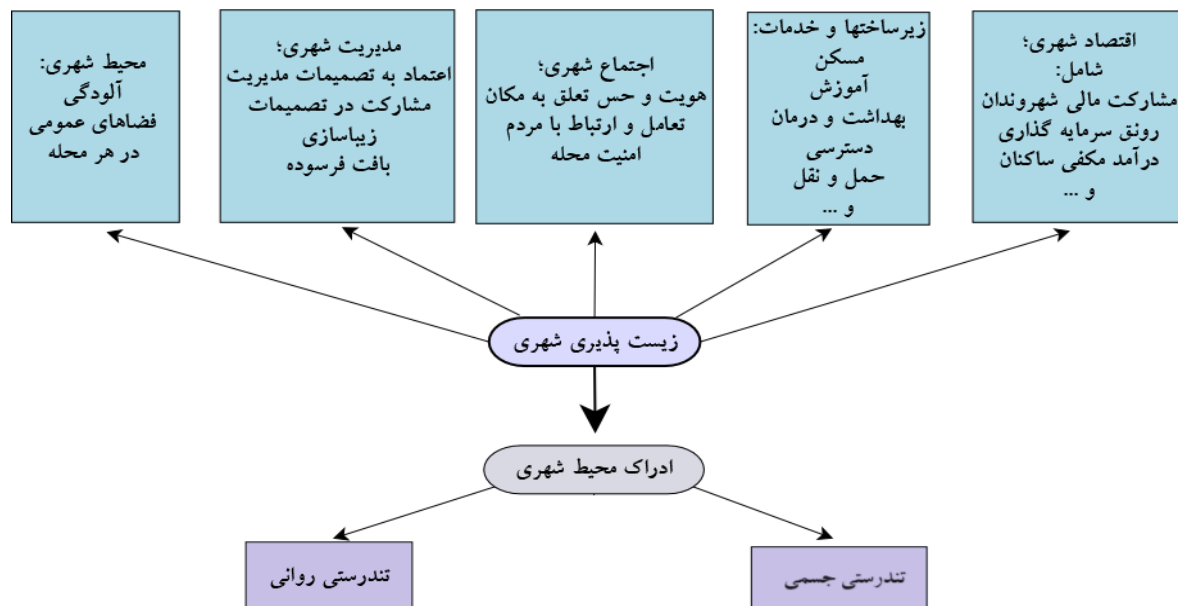 اقتصاد شهری؛
شامل:
مشارکت مالی شهروندان
رونق سرمایه گذاری
درآمد مکفی ساکنان
و ...
زیرساختها و خدمات:
مسکن
آموزش
بهداشت و درمان
دسترسی
حمل و نقل
و ...
اجتماع شهری؛
هویت و حس تعلق به مکان
تعامل و ارتباط با مردم
امنیت محله
مدیریت شهری؛
اعتماد به تصمیمات مدیریت
مشارکت در تصمیمات
زیباسازی
بافت فرسوده
محیط شهری:
آلودگی
فضاهای عمومی
در هر محله
زیست پذیری شهری
ادراک محیط شهری
تندرستی جسمی
تندرستی روانی